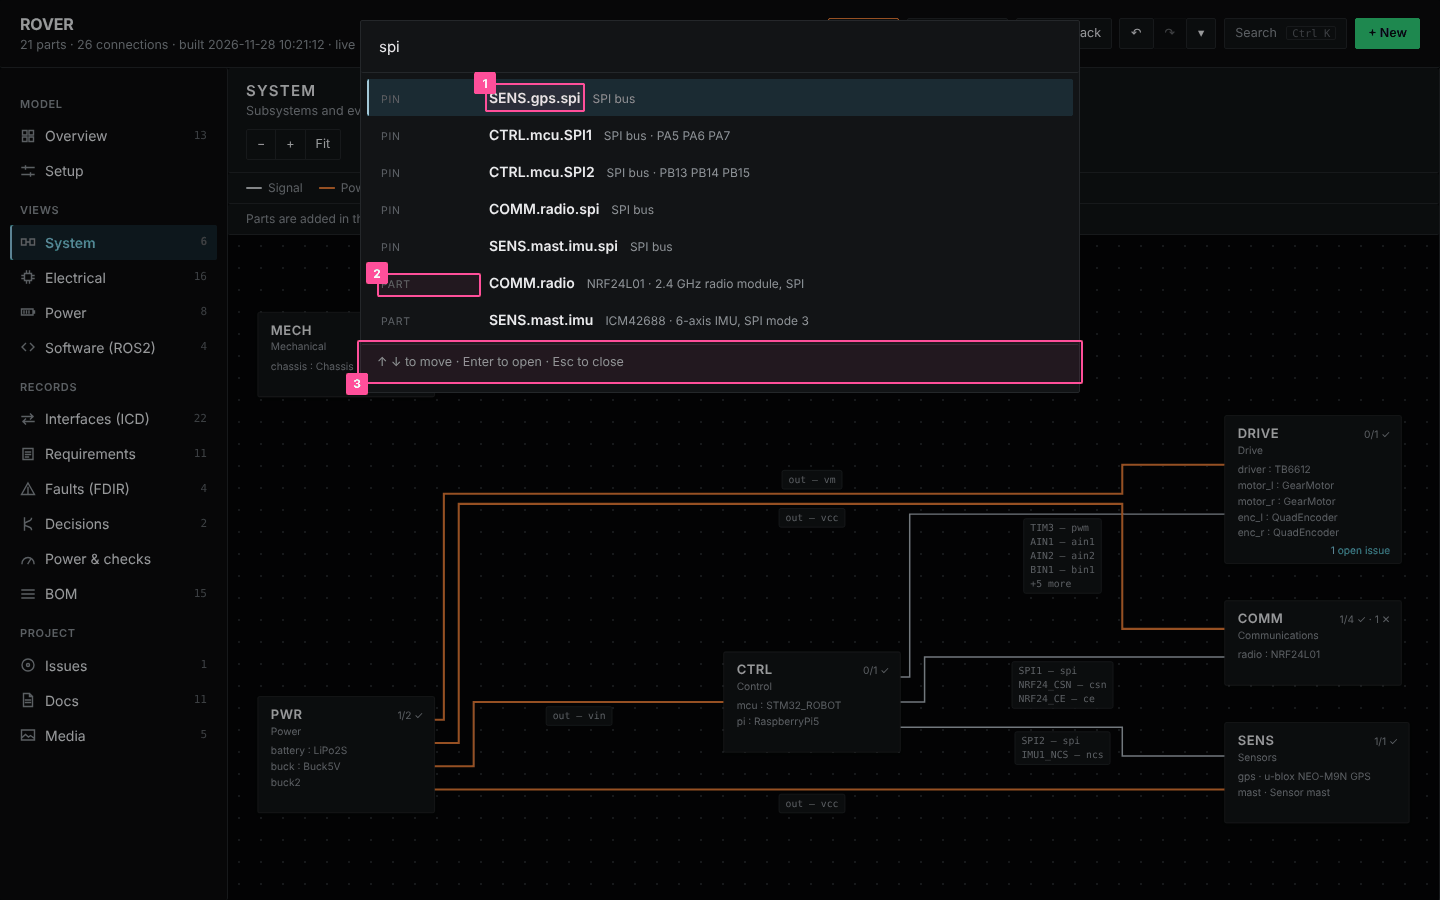 ROVER
21 parts · 26 connections · built 2026-11-28 10:21:12 · live
ack
↶
↷
▾
Search Ctrl K
+ New
spi
1
PIN SENS.gps.spi SPI bus
PIN CTRL.mcu.SPI1 SPI bus · PA5 PA6 PA7
PIN CTRL.mcu.SPI2 SPI bus · PB13 PB14 PB15
PIN COMM.radio.spi SPI bus
PIN SENS.mast.imu.spi SPI bus
2
PART COMM.radio NRF24L01 · 2.4 GHz radio module, SPI
PART SENS.mast.imu ICM42688 · 6-axis IMU, SPI mode 3
↑ ↓ to move · Enter to open · Esc to close
3
MODEL
Overview 13
Setup
VIEWS
System 6
Electrical 16
Power 8
Software (ROS2) 4
RECORDS
Interfaces (ICD) 22
Requirements 11
Faults (FDIR) 4
Decisions 2
Power & checks
BOM 15
PROJECT
Issues 1
Docs 11
Media 5
SYSTEM
Subsystems and ev
− + Fit
Signal Pow
Parts are added in th
MECH
Mechanical
chassis : Chassis
out — vm
out — vcc
TIM3 — pwm
AIN1 — ain1
AIN2 — ain2
BIN1 — bin1
+5 more
DRIVE 0/1 ✓
Drive
driver : TB6612
motor_l : GearMotor
motor_r : GearMotor
enc_l : QuadEncoder
enc_r : QuadEncoder
1 open issue
COMM 1/4 ✓ · 1 ✕
Communications
radio : NRF24L01
CTRL 0/1 ✓
Control
mcu : STM32_ROBOT
pi : RaspberryPi5
SPI1 — spi
NRF24_CSN — csn
NRF24_CE — ce
PWR 1/2 ✓
Power
battery : LiPo2S
buck : Buck5V
buck2
out — vin
SPI2 — spi
IMU1_NCS — ncs
SENS 1/1 ✓
Sensors
gps · u-blox NEO-M9N GPS
mast · Sensor mast
out — vcc